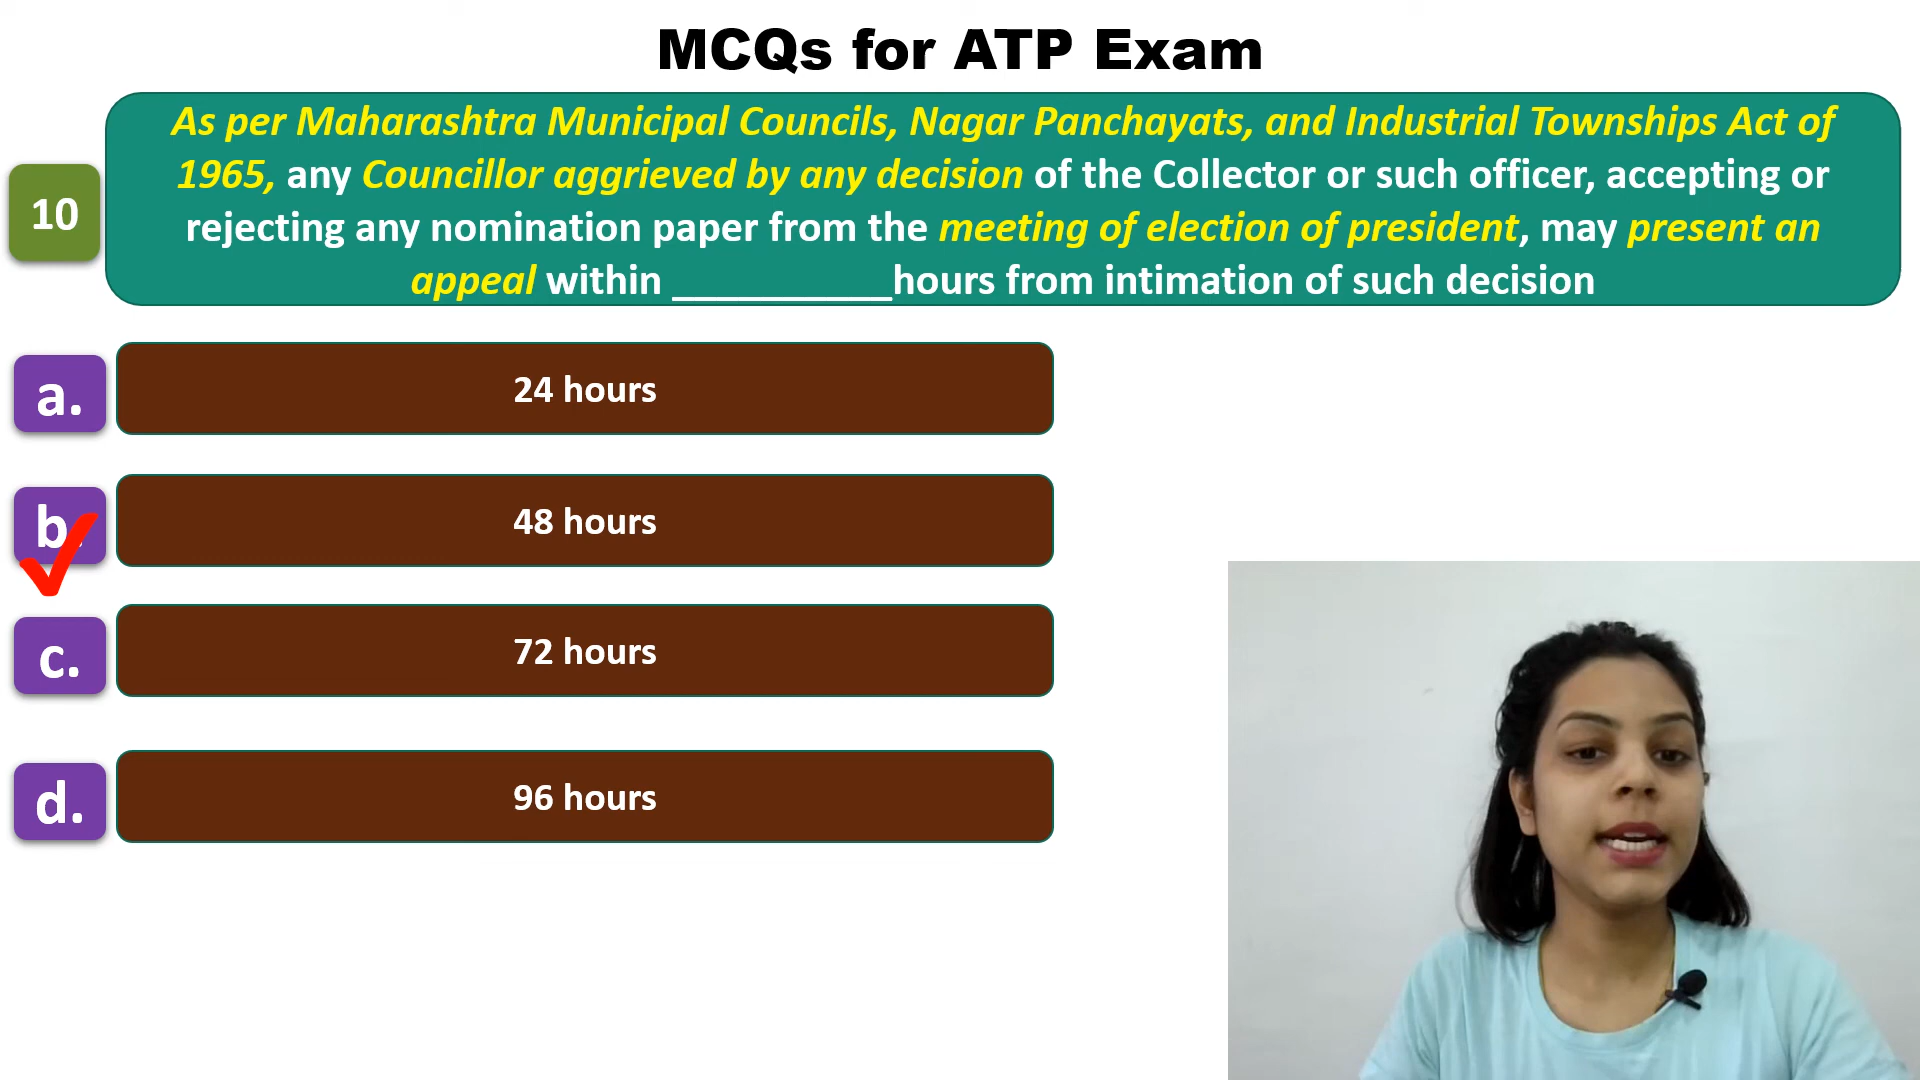 MCQs for ATP Exam
10
As per Maharashtra Municipal Councils, Nagar Panchayats, and Industrial Townships Act of
1965, any Councillor aggrieved by any decision of the Collector or such officer, accepting or
rejecting any nomination paper from the meeting of election of president, may present an
appeal within __________hours from intimation of such decision
a. 24 hours
b. 48 hours
c. 72 hours
d. 96 hours